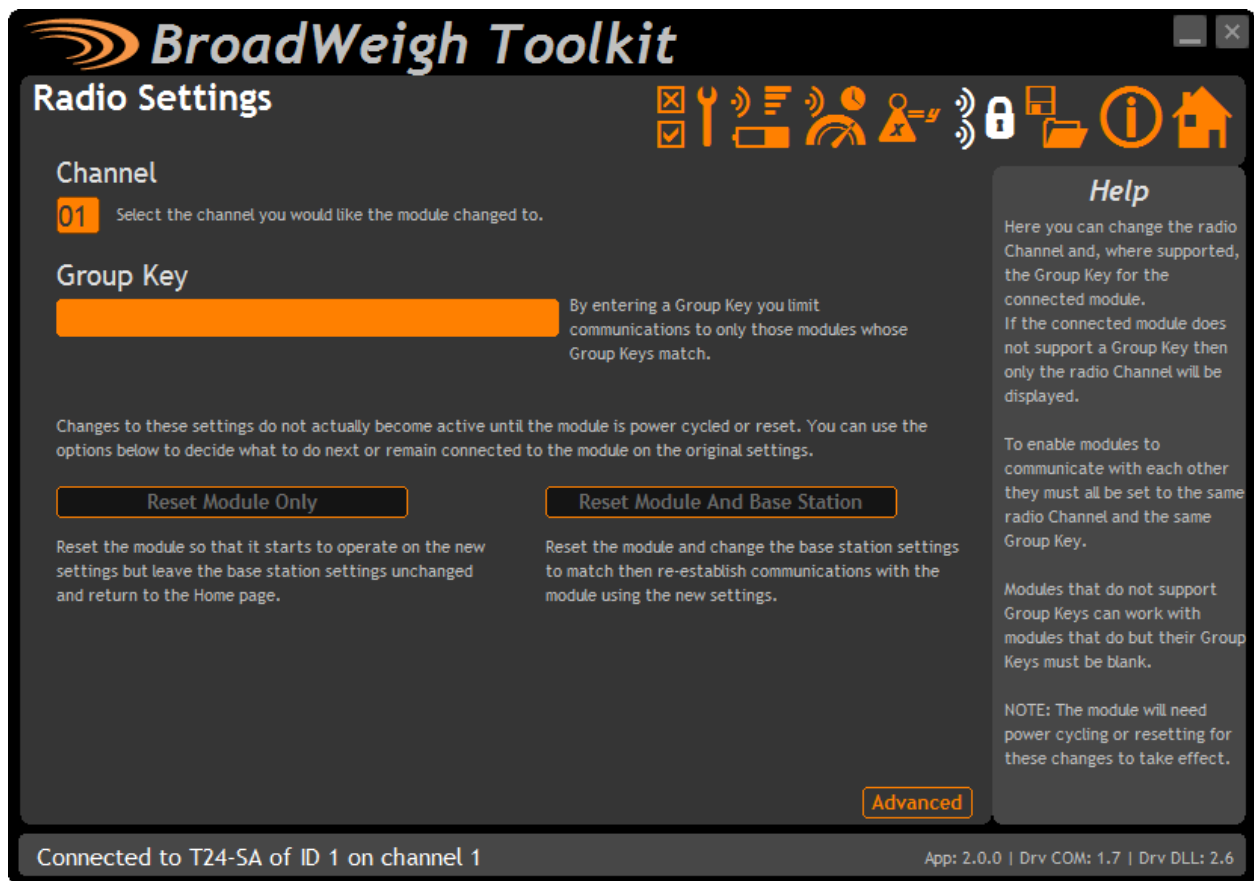 BroadWeigh Toolkit
Radio Settings
x=y
Channel
01 Select the channel you would like the module changed to.
Group Key
By entering a Group Key you limit
communications to only those modules whose
Group Keys match.
Changes to these settings do not actually become active until the module is power cycled or reset. You can use the
options below to decide what to do next or remain connected to the module on the original settings.
Reset Module Only
Reset Module And Base Station
Reset the module so that it starts to operate on the new
settings but leave the base station settings unchanged
and return to the Home page.
Reset the module and change the base station settings
to match then re-establish communications with the
module using the new settings.
Advanced
Help
Here you can change the radio
Channel and, where supported,
the Group Key for the
connected module.
If the connected module does
not support a Group Key then
only the radio Channel will be
displayed.
To enable modules to
communicate with each other
they must all be set to the same
radio Channel and the same
Group Key.
Modules that do not support
Group Keys can work with
modules that do but their Group
Keys must be blank.
NOTE: The module will need
power cycling or resetting for
these changes to take effect.
Connected to T24-SA of ID 1 on channel 1
App: 2.0.0 | Drv COM: 1.7 | Drv DLL: 2.6